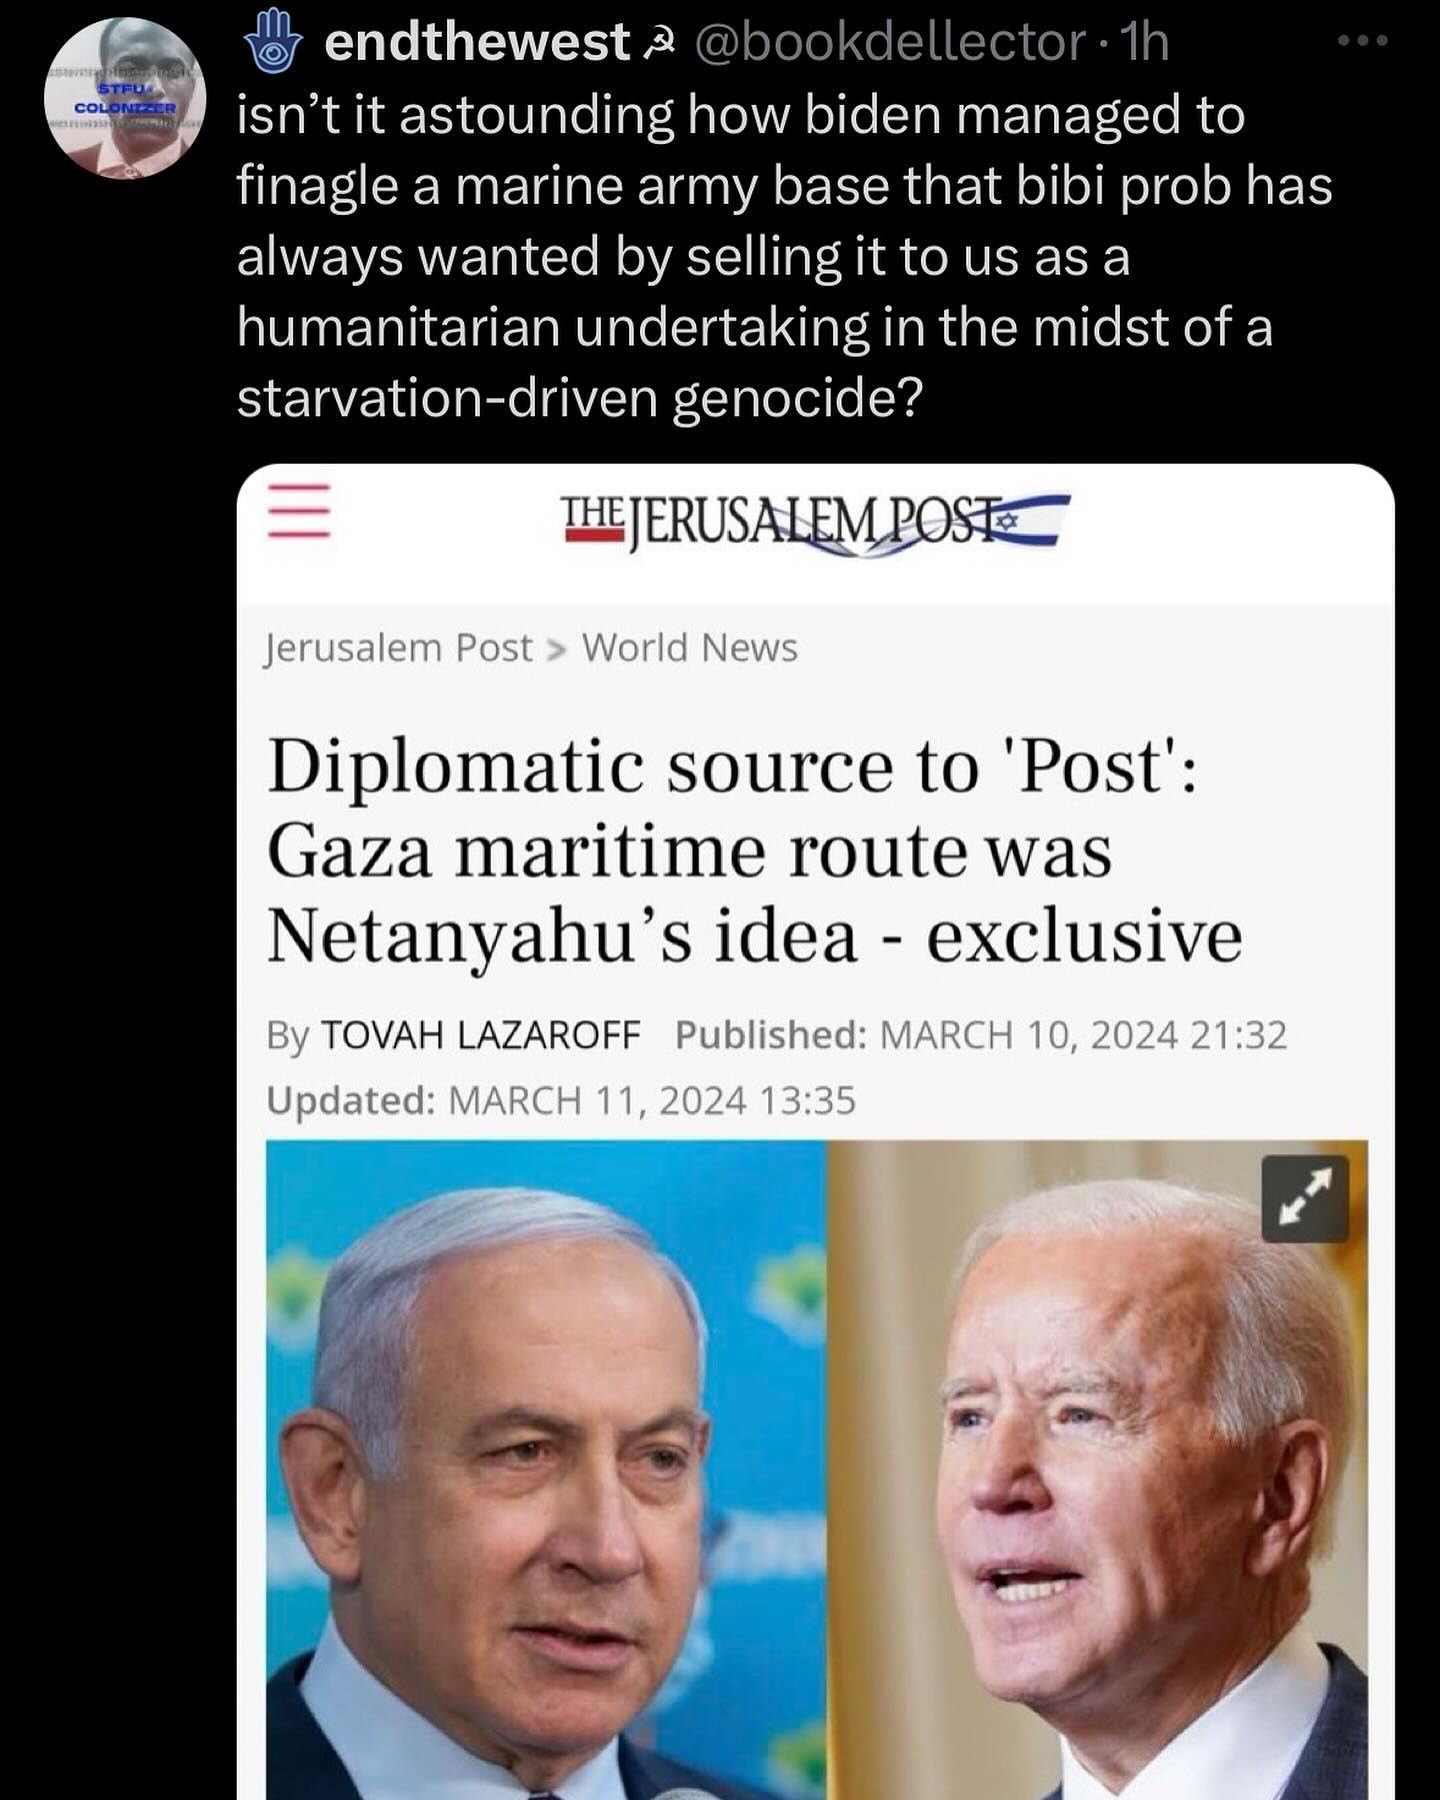 endthewest☭ @bookdellector · 1h
STFU
COLONIZER
isn’t it astounding how biden managed to
finagle a marine army base that bibi prob has
always wanted by selling it to us as a
humanitarian undertaking in the midst of a
starvation-driven genocide?
THE JERUSALEM POST
Jerusalem Post > World News
Diplomatic source to 'Post':
Gaza maritime route was
Netanyahu’s idea - exclusive
By TOVAH LAZAROFF Published: MARCH 10, 2024 21:32
Updated: MARCH 11, 2024 13:35